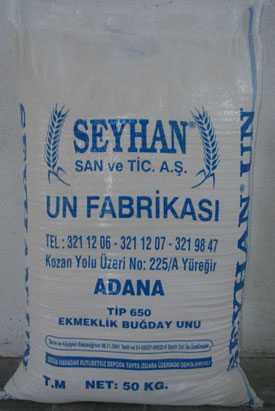 SEYHAN®
SAN ve TİC. A.Ş.
UN FABRİKASI
TEL : 321 12 06 - 321 12 07 - 321 98 47
Kozan Yolu Üzeri No: 225/A Yüreğir
ADANA
TİP 650
EKMEKLİK BUĞDAY UNU
T.M NET: 50 KG.
SEYHAN UN